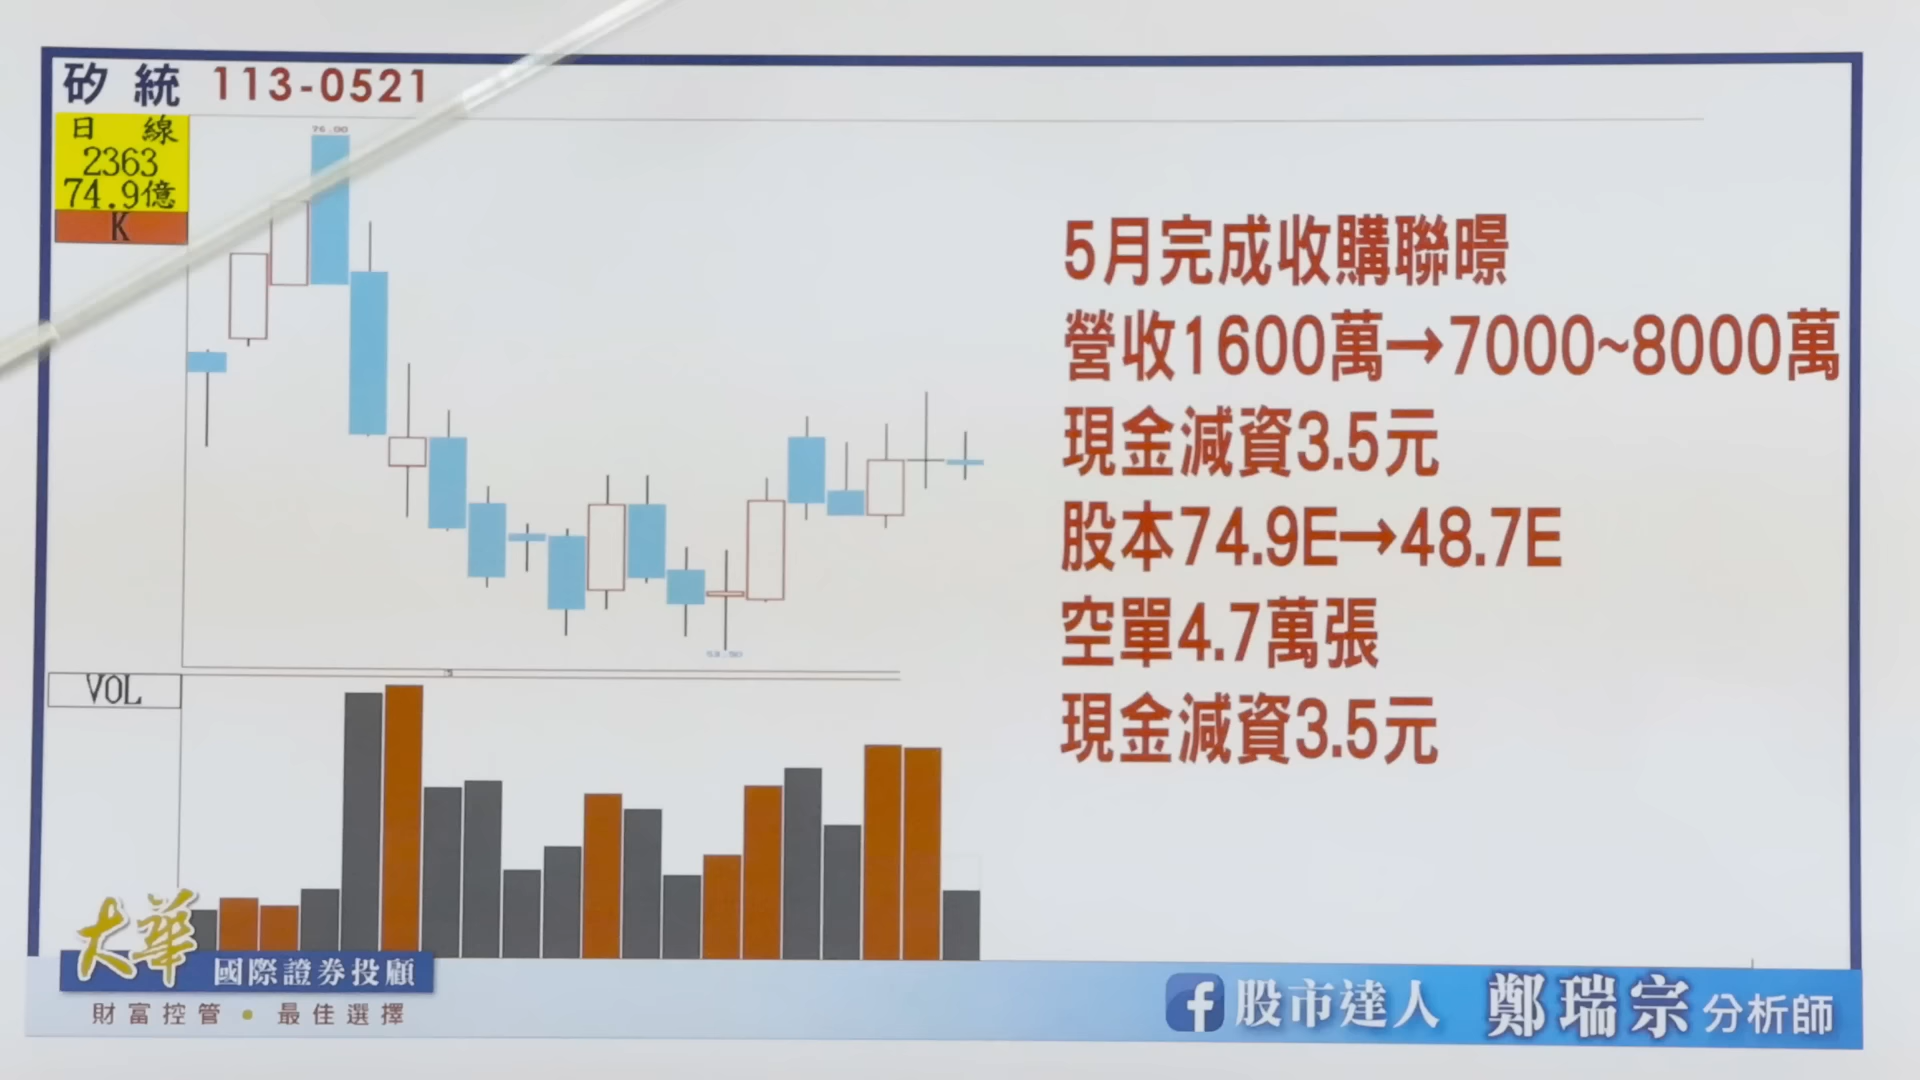 矽統 113-0521
日線
2363
74.9億
K
76.00
5月完成收購聯暻
營收1600萬→7000~8000萬
現金減資3.5元
股本74.9E→48.7E
空單4.7萬張
現金減資3.5元
53.50
VOL
大華
國際證券投顧
財富控管·最佳選擇
f 股市達人 鄭瑞宗 分析師